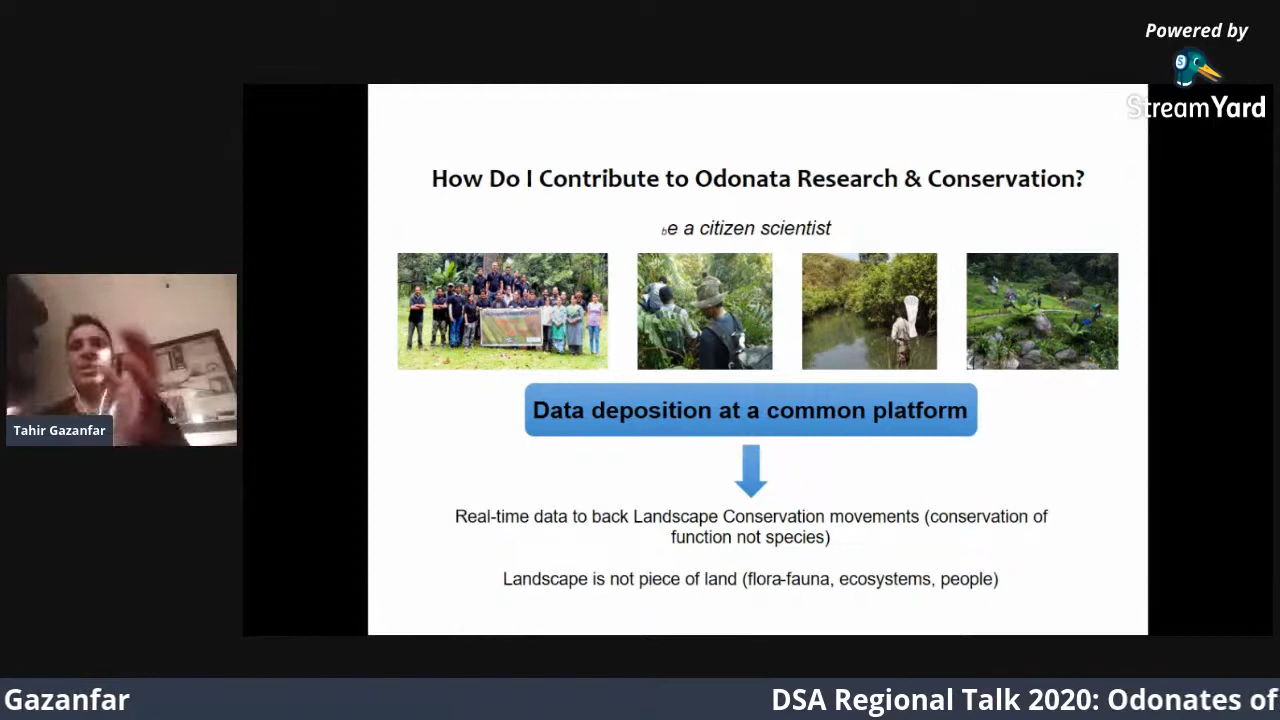 Powered by
StreamYard
How Do I Contribute to Odonata Research & Conservation?
be a citizen scientist
Data deposition at a common platform
Real-time data to back Landscape Conservation movements (conservation of
function not species)
Landscape is not piece of land (flora-fauna, ecosystems, people)
Tahir Gazanfar
Gazanfar
DSA Regional Talk 2020: Odonates of